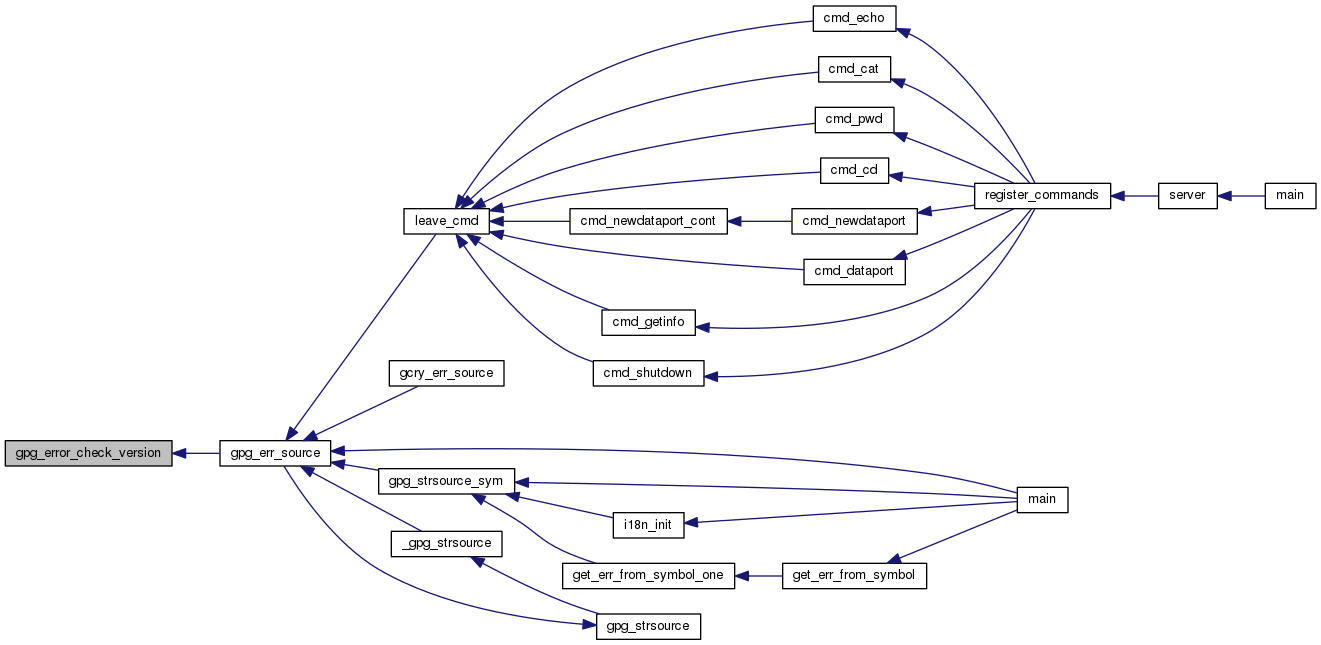 cmd_echo
cmd_cat
cmd_pwd
cmd_cd
register_commands
server
main
leave_cmd
cmd_newdataport_cont
cmd_newdataport
cmd_dataport
cmd_getinfo
cmd_shutdown
gcry_err_source
gpg_error_check_version
gpg_err_source
gpg_strsource_sym
main
i18n_init
_gpg_strsource
get_err_from_symbol_one
get_err_from_symbol
gpg_strsource